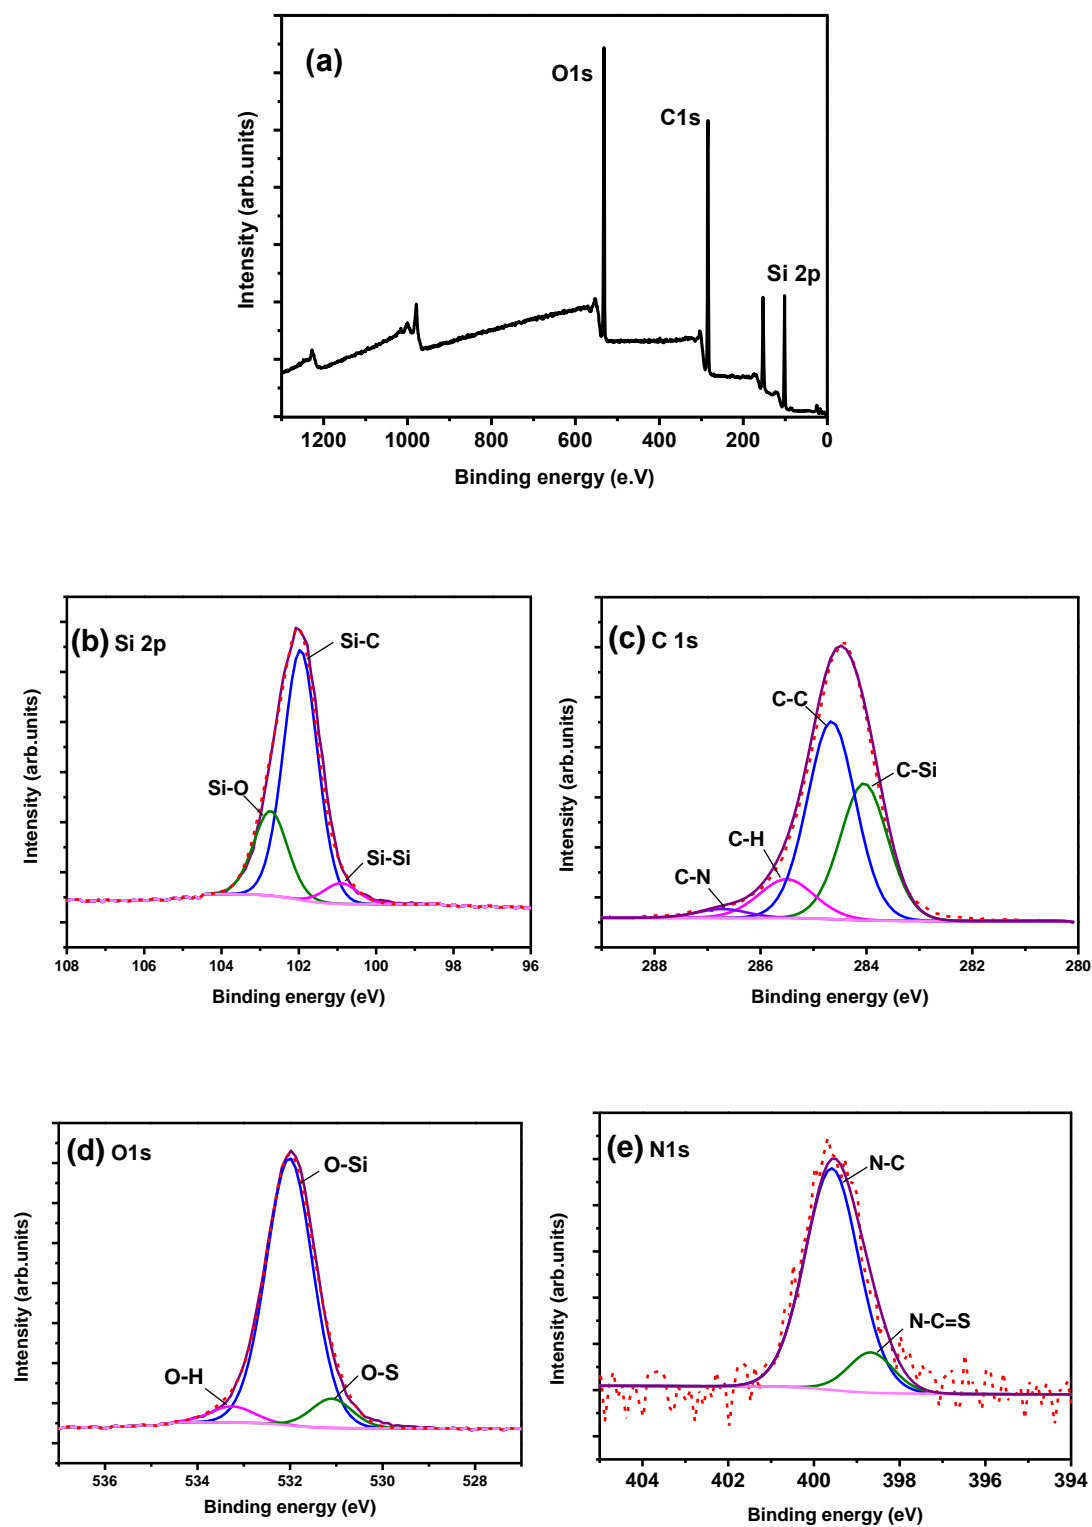 (a)
O1s
C1s
Si 2p
Intensity (arb.units)
1200 1000 800 600 400 200 0
Binding energy (e.V)
(b) Si 2p
Si-C
Si-O
Si-Si
Intensity (arb.units)
108 106 104 102 100 98 96
Binding energy (eV)
(c) C 1s
C-C
C-Si
C-H
C-N
Intensity (arb.units)
288 286 284 282 280
Binding energy (eV)
(d) O1s
O-Si
O-H
O-S
Intensity (arb.units)
536 534 532 530 528
Binding energy (eV)
(e) N1s
N-C
N-C=S
Intensity (arb.units)
404 402 400 398 396 394
Binding energy (eV)